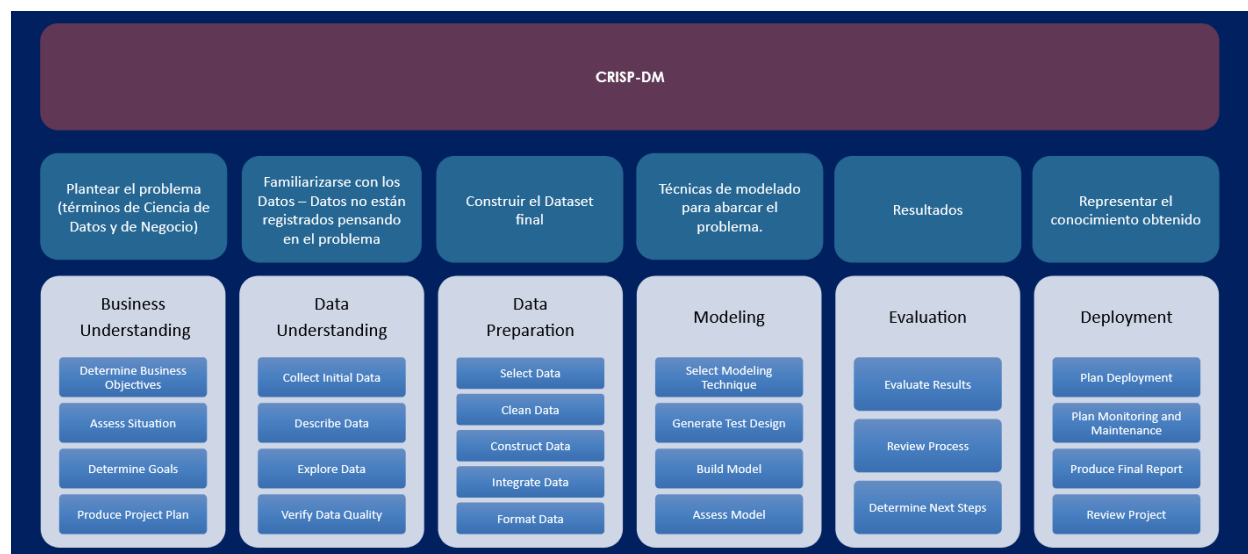 CRISP-DM
Plantear el problema
(términos de Ciencia de
Datos y de Negocio)
Familiarizarse con los
Datos – Datos no están
registrados pensando
en el problema
Construir el Dataset
final
Técnicas de modelado
para abarcar el
problema.
Resultados
Representar el
conocimiento obtenido
Business
Understanding
Determine Business
Objectives
Assess Situation
Determine Goals
Produce Project Plan
Data
Understanding
Collect Initial Data
Describe Data
Explore Data
Verify Data Quality
Data
Preparation
Select Data
Clean Data
Construct Data
Integrate Data
Format Data
Modeling
Select Modeling
Technique
Generate Test Design
Build Model
Assess Model
Evaluation
Evaluate Results
Review Process
Determine Next Steps
Deployment
Plan Deployment
Plan Monitoring and
Maintenance
Produce Final Report
Review Project